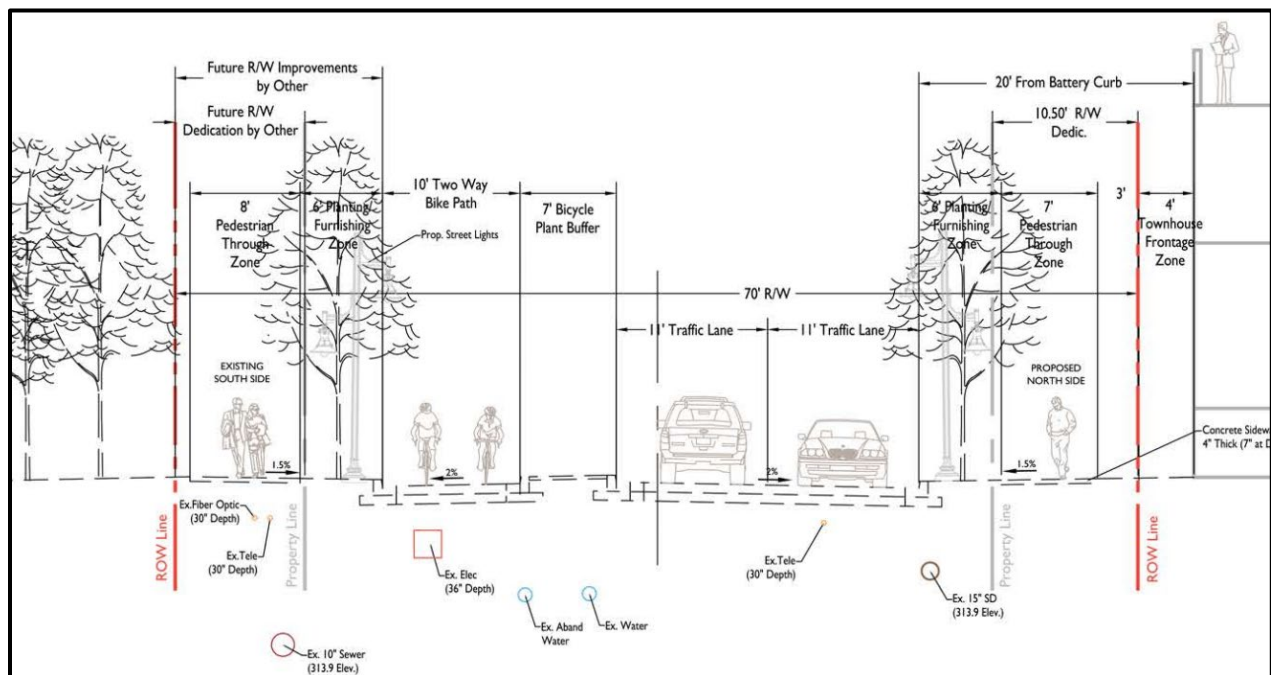 Future R/W Improvements
by Other
20' From Battery Curb
Future R/W
Dedication by Other
10.50' R/W
Dedic.
10' Two Way
Bike Path
7' Bicycle
Plant Buffer
8'
Pedestrian
Through
Zone
6' Planting/
Furnishing
Zone
Prop. Street Lights
6' Planting/
Furnishing
Zone
7'
Pedestrian
Through
Zone
3'
4'
Townhouse
Frontage
Zone
70' R/W
11' Traffic Lane
11' Traffic Lane
EXISTING
SOUTH SIDE
PROPOSED
NORTH SIDE
Concrete Sidew
4" Thick (7" at D
1.5%
2%
2%
1.5%
ROW Line
Ex.Fiber Optic
(30" Depth)
Ex.Tele
(30" Depth)
Property Line
Ex. Elec
(36" Depth)
Ex. Aband
Water
Ex. Water
Ex.Tele
(30" Depth)
Ex. 15" SD
(313.9 Elev.)
Property Line
ROW Line
Ex. 10" Sewer
(313.9 Elev.)